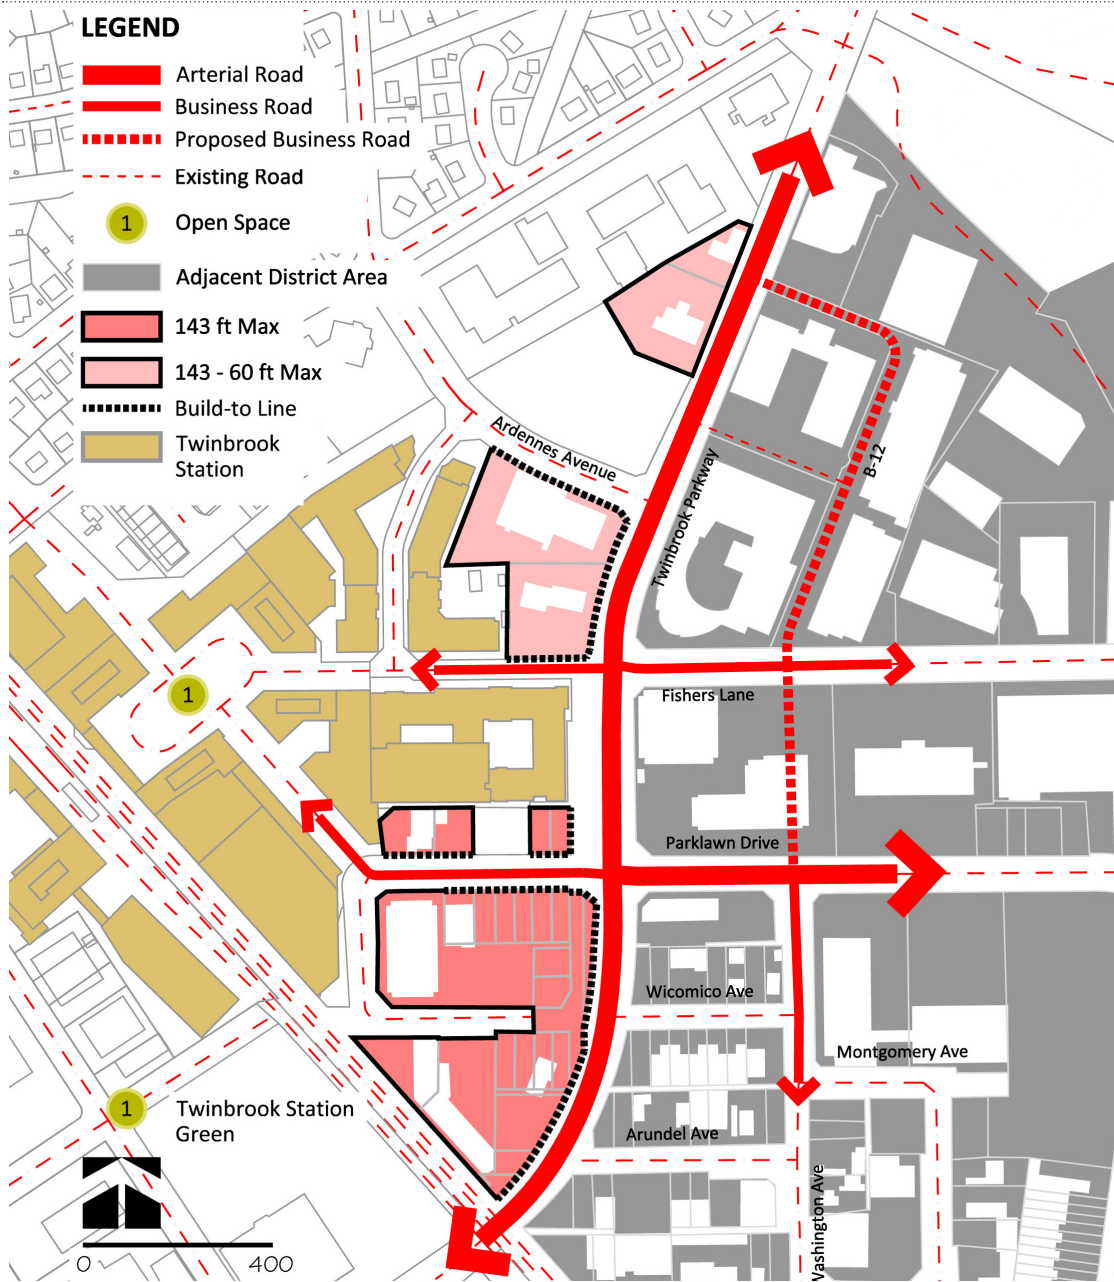 LEGEND
Arterial Road
Business Road
Proposed Business Road
Existing Road
1
Open Space
Adjacent District Area
143 ft Max
143 - 60 ft Max
Build-to Line
Twinbrook
Station
Ardennes Avenue
Twinbrook Parkway
B-12
1
Fishers Lane
Parklawn Drive
Wicomico Ave
Montgomery Ave
1
Twinbrook Station
Green
Arundel Ave
Washington Ave
0
400